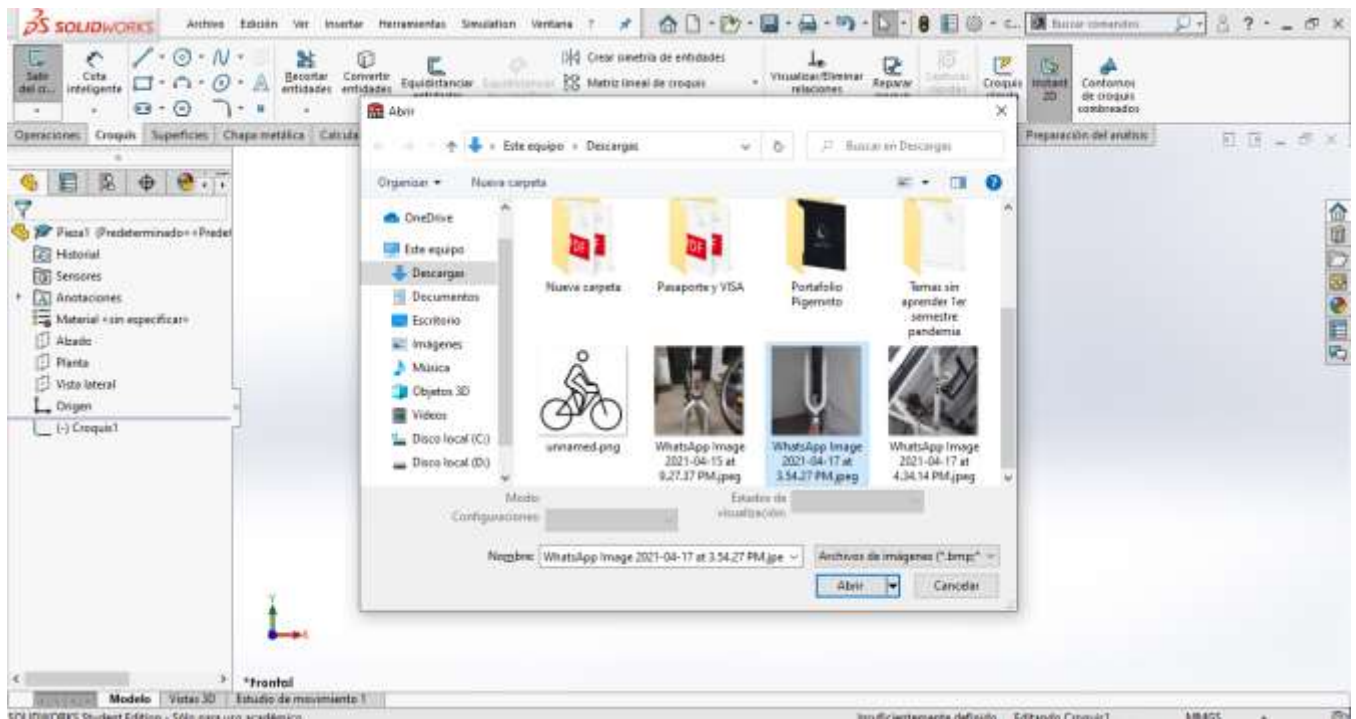 SOLIDWORKS Archivo Edición Ver Insertar Herramientas Simulation Ventana ?
Buscar comandos
Cota inteligente
Recortar entidades
Convertir entidades
Equidistanciar
Crear simetría de entidades
Matriz lineal de croquis
Visualizar/Eliminar relaciones
Reparar
Croquis
Instant 2D
Contornos de croquis sombreados
Operaciones Croquis Superficies Chapa metálica
Preparación del análisis
Abrir
Este equipo Descargas
Buscar en Descargas
Organizar Nueva carpeta
OneDrive
Este equipo
Descargas
Documentos
Escritorio
Imágenes
Música
Objetos 3D
Vídeos
Disco local (C:)
Disco local (D:)
Nueva carpeta
Pasaporte y VISA
Portafolio
Temas sin
aprender 1er
semestre
pandemia
unnamed.png
WhatsApp Image
2021-04-15 at
9.27.37 PM.jpeg
WhatsApp Image
2021-04-17 at
3.54.27 PM.jpeg
WhatsApp Image
2021-04-17 at
4.34.14 PM.jpeg
Modo:
Configuraciones:
Estados de
visualización:
Nombre: WhatsApp Image 2021-04-17 at 3.54.27 PM.jpe
Archivos de imágenes (*.bmp;*
Abrir Cancelar
Pieza1 (Predeterminado<<Predet
Historial
Sensores
Anotaciones
Material <sin especificar>
Alzado
Planta
Vista lateral
Origen
(-) Croquis1
Y
X
*Frontal
Modelo Vistas 3D Estudio de movimiento 1
SOLIDWORKS Student Edition - Sólo para uso académico
Insuficientemente definido Editando Croquis1 MMGS